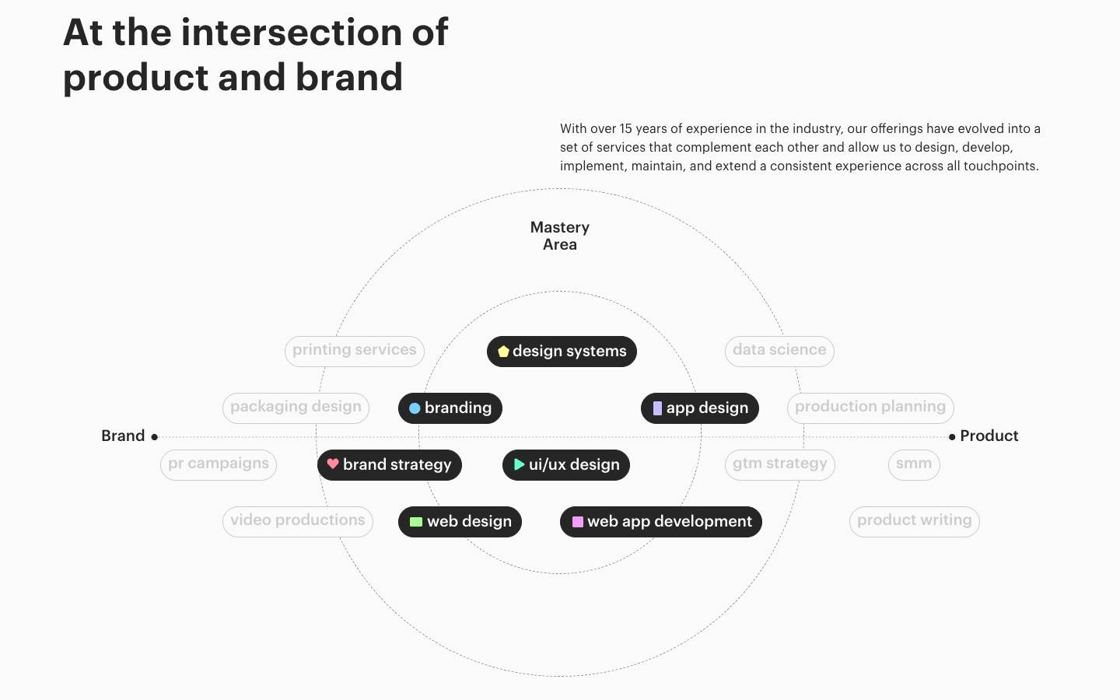 At the intersection of
product and brand
With over 15 years of experience in the industry, our offerings have evolved into a
set of services that complement each other and allow us to design, develop,
implement, maintain, and extend a consistent experience across all touchpoints.
Mastery
Area
printing services
design systems
data science
packaging design
branding
app design
production planning
Brand
Product
pr campaigns
brand strategy
ui/ux design
gtm strategy
smm
video productions
web design
web app development
product writing